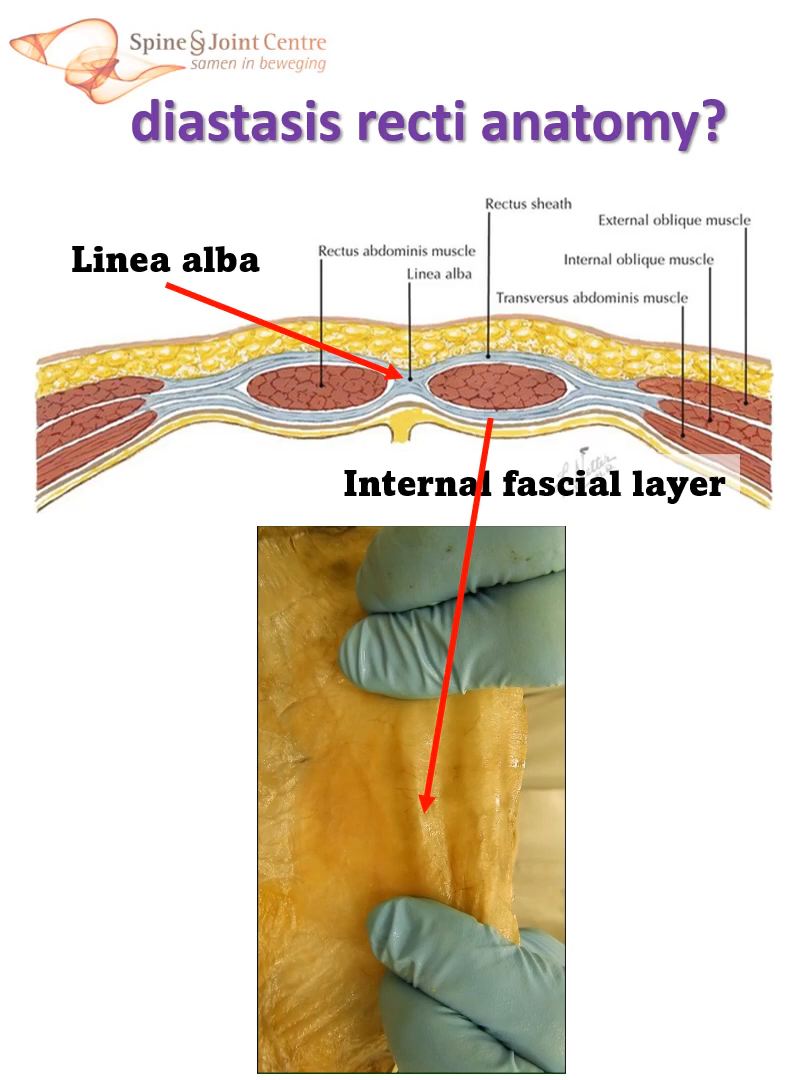 Spine & Joint Centre
samen in beweging
diastasis recti anatomy?
Rectus sheath
External oblique muscle
Linea alba
Rectus abdominis muscle
Internal oblique muscle
Linea alba
Transversus abdominis muscle
Internal fascial layer